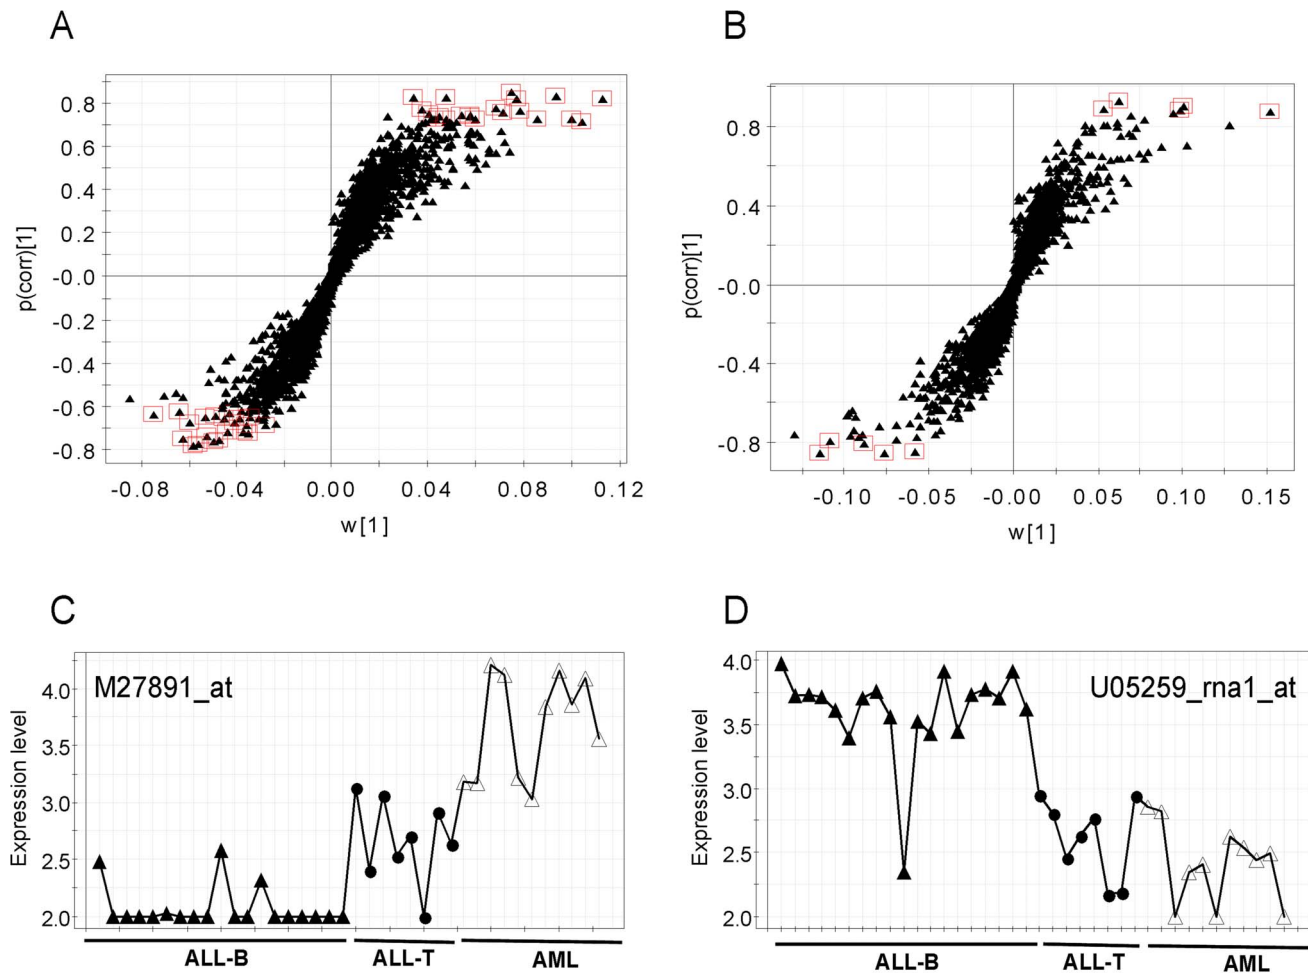 A
0.8
0.6
0.4
0.2
-0.0
-0.2
-0.4
-0.6
-0.8
p(corr)[1]
-0.08 -0.04 0.00 0.04 0.08 0.12
w[1]
B
0.8
0.4
-0.0
-0.4
-0.8
p(corr)[1]
-0.10 -0.05 -0.00 0.05 0.10 0.15
w[1]
C
M27891_at
4.0
3.5
3.0
2.5
2.0
Expression level
ALL-B ALL-T AML
D
U05259_rna1_at
4.0
3.5
3.0
2.5
2.0
Expression level
ALL-B ALL-T AML